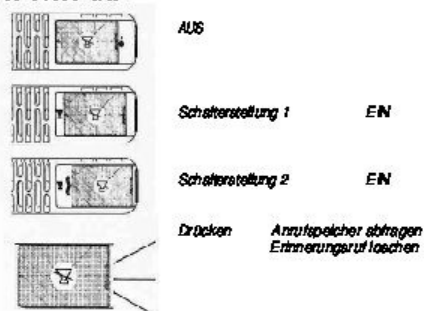 AUS
Schalterstellung 1 EIN
Schalterstellung 2 EIN
Drücken Anrufspeicher abfragen
Erinnerungsruf löschen